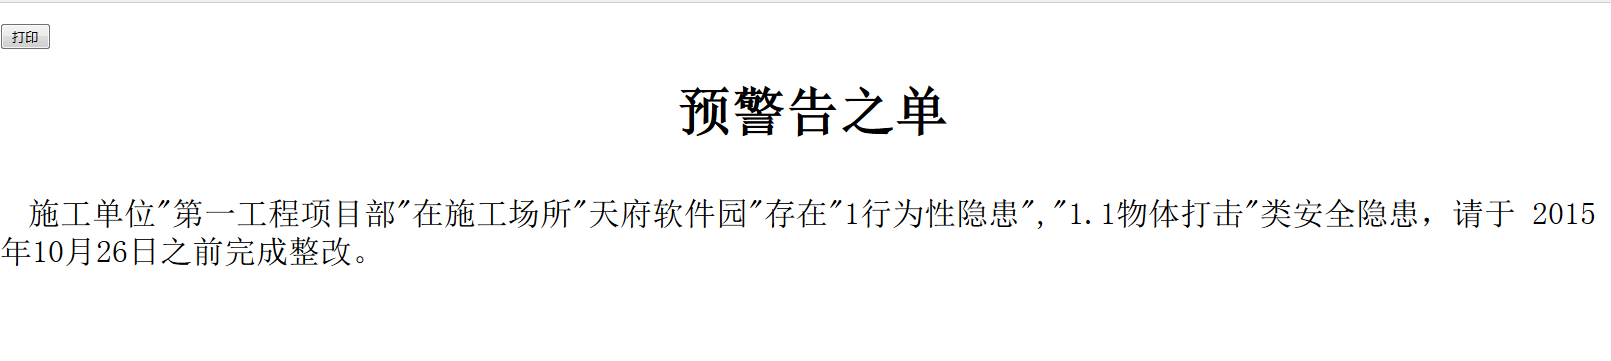 打印
预警告之单
施工单位"第一工程项目部"在施工场所"天府软件园"存在"1行为性隐患","1.1物体打击"类安全隐患，请于 2015
年10月26日之前完成整改。